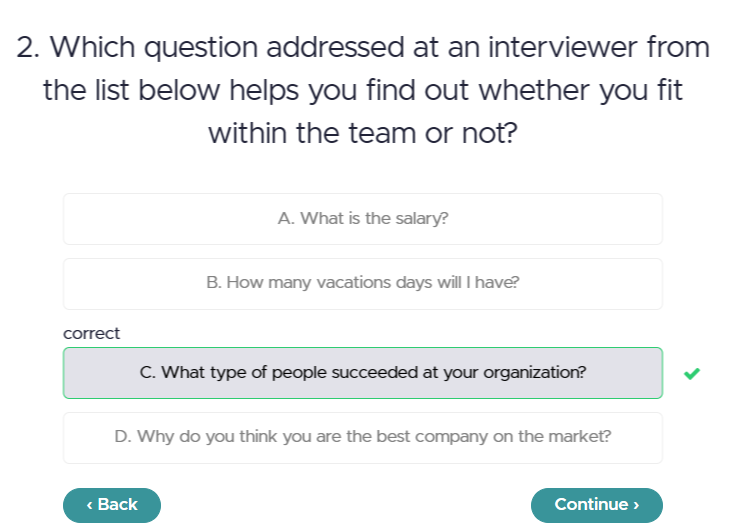 2. Which question addressed at an interviewer from
the list below helps you find out whether you fit
within the team or not?
A. What is the salary?
B. How many vacations days will I have?
correct
C. What type of people succeeded at your organization?
D. Why do you think you are the best company on the market?
‹ Back
Continue ›